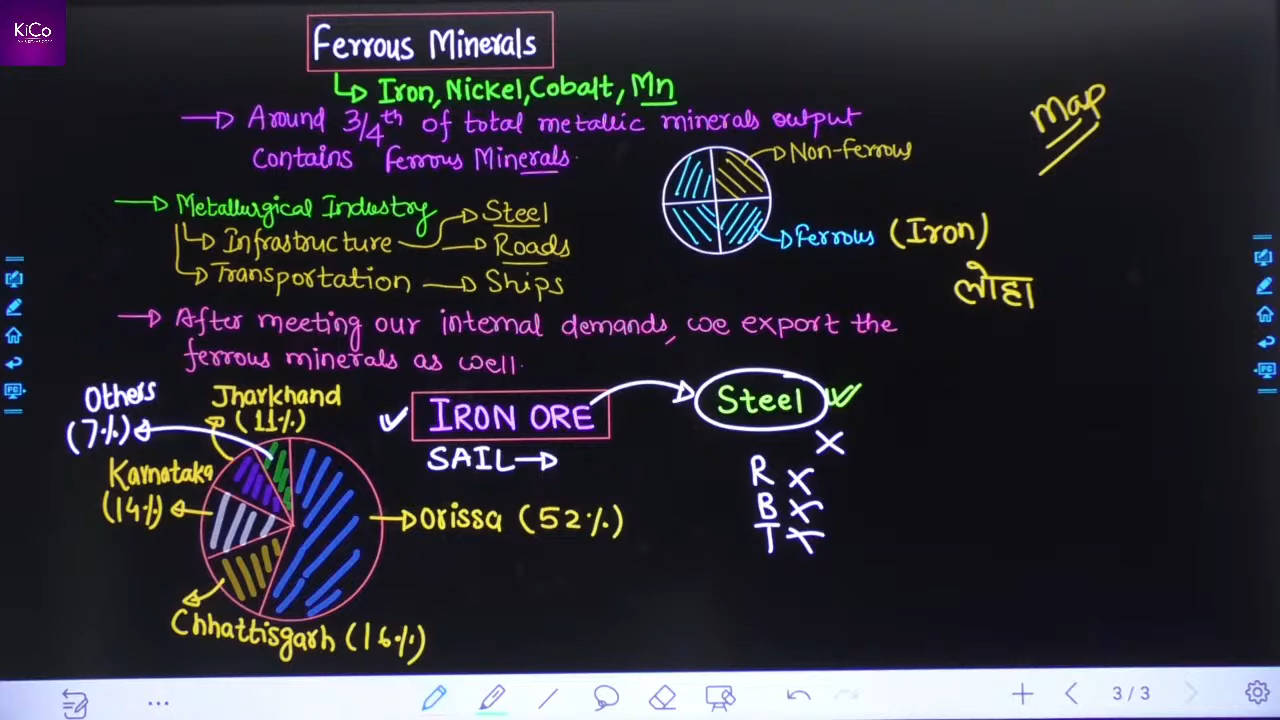 KiCo
Ferrous Minerals
Iron, Nickel, Cobalt, Mn
Around 3/4th of total metallic minerals output
contains Ferrous Minerals.
Non-Ferrous
Ferrous (Iron)
लोहा
Map
Metallurgical Industry
Infrastructure
Steel
Roads
Transportation
Ships
After meeting our internal demands, we export the
ferrous minerals as well.
IRON ORE
Steel
SAIL
R
B
T
Others
(7%)
Jharkhand
(11%)
Karnataka
(14%)
Orissa (52%)
Chhattisgarh (16%)
PC
PC
3 / 3